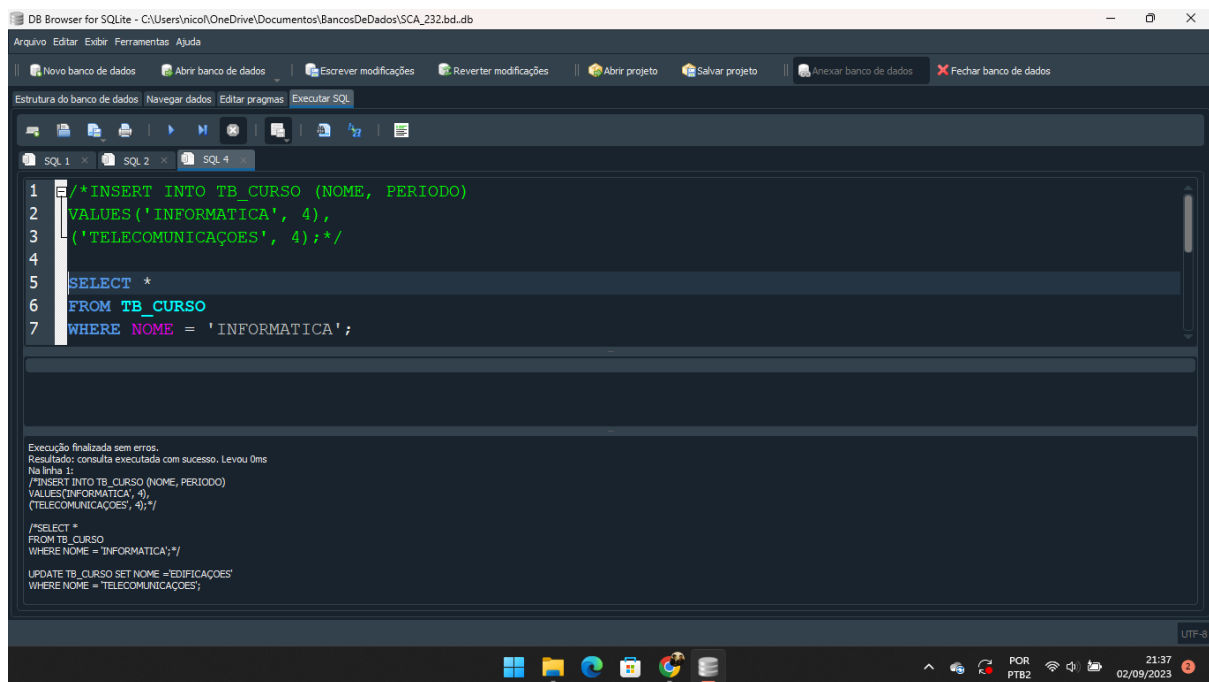 DB Browser for SQLite - C:\Users\nicol\OneDrive\Documentos\BancosDeDados\SCA_232.bd..db
Arquivo Editar Exibir Ferramentas Ajuda
Novo banco de dados Abrir banco de dados Escrever modificações Reverter modificações Abrir projeto Salvar projeto Anexar banco de dados Fechar banco de dados
Estrutura do banco de dados Navegar dados Editar pragmas Executar SQL
SQL 1 SQL 2 SQL 4
1 /*INSERT INTO TB_CURSO (NOME, PERIODO)
2 VALUES('INFORMATICA', 4),
3 ('TELECOMUNICAÇOES', 4);*/
4
5 SELECT *
6 FROM TB_CURSO
7 WHERE NOME = 'INFORMATICA';
Execução finalizada sem erros.
Resultado: consulta executada com sucesso. Levou 0ms
Na linha 1:
/*INSERT INTO TB_CURSO (NOME, PERIODO)
VALUES('INFORMATICA', 4),
('TELECOMUNICAÇOES', 4);*/
/*SELECT *
FROM TB_CURSO
WHERE NOME = 'INFORMATICA';*/
UPDATE TB_CURSO SET NOME ='EDIFICAÇOES'
WHERE NOME = 'TELECOMUNICAÇOES';
UTF-8
POR 21:37
PTB2 02/09/2023 2